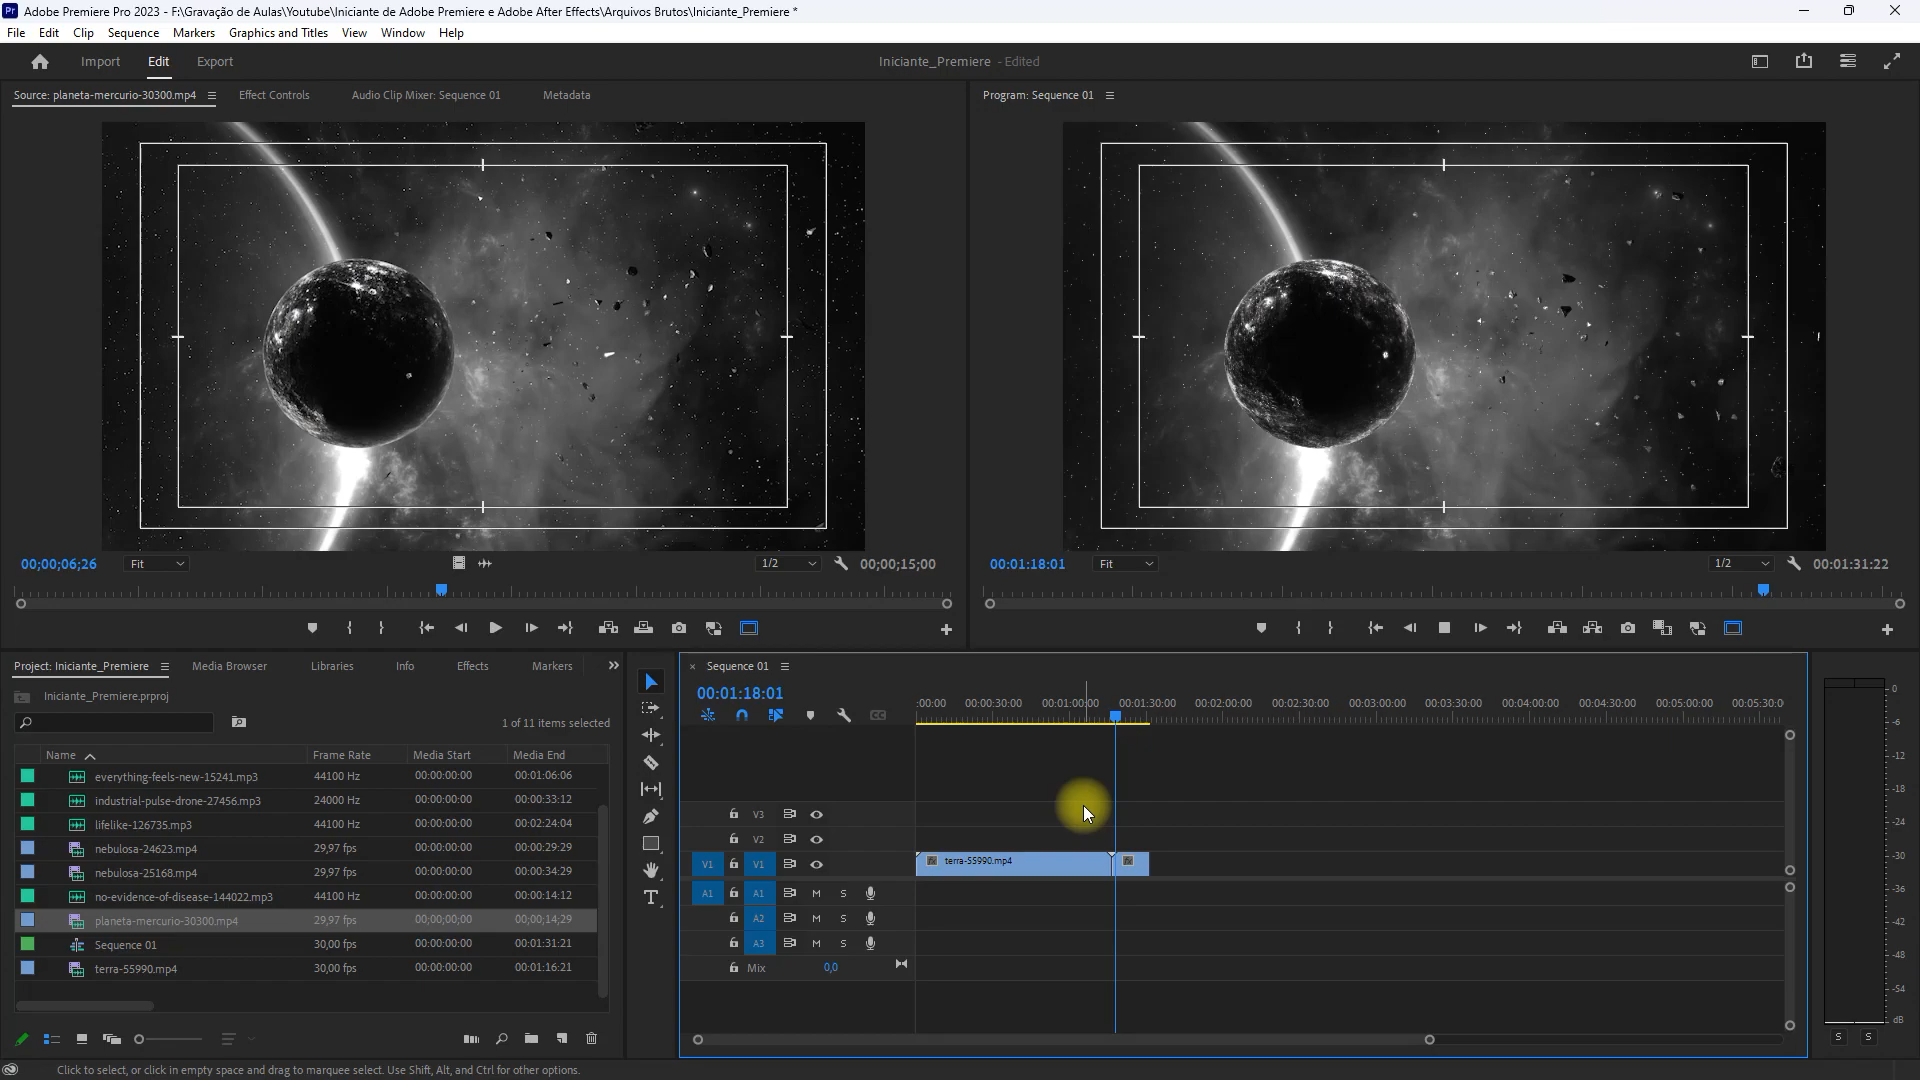 Pr Adobe Premiere Pro 2023 - F:\Gravação de Aulas\Youtube\Iniciante de Adobe Premiere e Adobe After Effects\Arquivos Brutos\Iniciante_Premiere *
File Edit Clip Sequence Markers Graphics and Titles View Window Help
Import Edit Export Iniciante_Premiere - Edited
Source: planeta-mercurio-30300.mp4 Effect Controls Audio Clip Mixer: Sequence 01 Metadata
Program: Sequence 01
00;00;06;26 Fit 1/2 00;00;15;00
00:01:18:01 Fit 1/2 00:01:31:22
Project: Iniciante_Premiere Media Browser Libraries Info Effects Markers
Iniciante_Premiere.prproj
1 of 11 items selected
Name Frame Rate Media Start Media End
everything-feels-new-15241.mp3 44100 Hz 00:00:00:00 00:01:06:06
industrial-pulse-drone-27456.mp3 24000 Hz 00:00:00:00 00:00:33:12
lifelike-126735.mp3 44100 Hz 00:00:00:00 00:02:24:04
nebulosa-24623.mp4 29,97 fps 00:00:00:00 00:00:29:29
nebulosa-25168.mp4 29,97 fps 00:00:00:00 00:00:34:29
no-evidence-of-disease-144022.mp3 44100 Hz 00:00:00:00 00:00:14:12
planeta-mercurio-30300.mp4 29,97 fps 00;00;00;00 00;00;14;29
Sequence 01 30,00 fps 00:00:00:00 00:01:31:21
terra-55990.mp4 30,00 fps 00:00:00:00 00:01:16:21
× Sequence 01
00:01:18:01
:00:00 00:00:30:00 00:01:00:00 00:01:30:00 00:02:00:00 00:02:30:00 00:03:00:00 00:03:30:00 00:04:00:00 00:04:30:00 00:05:00:00 00:05:30:0
CC
V3
V2
V1 V1 fx terra-55990.mp4 fx
A1 A1 M S
A2 M S
A3 M S
Mix 0,0
0
-6
-12
-18
-24
-30
-36
-42
-48
-54
dB
S S
Click to select, or click in empty space and drag to marquee select. Use Shift, Alt, and Ctrl for other options.